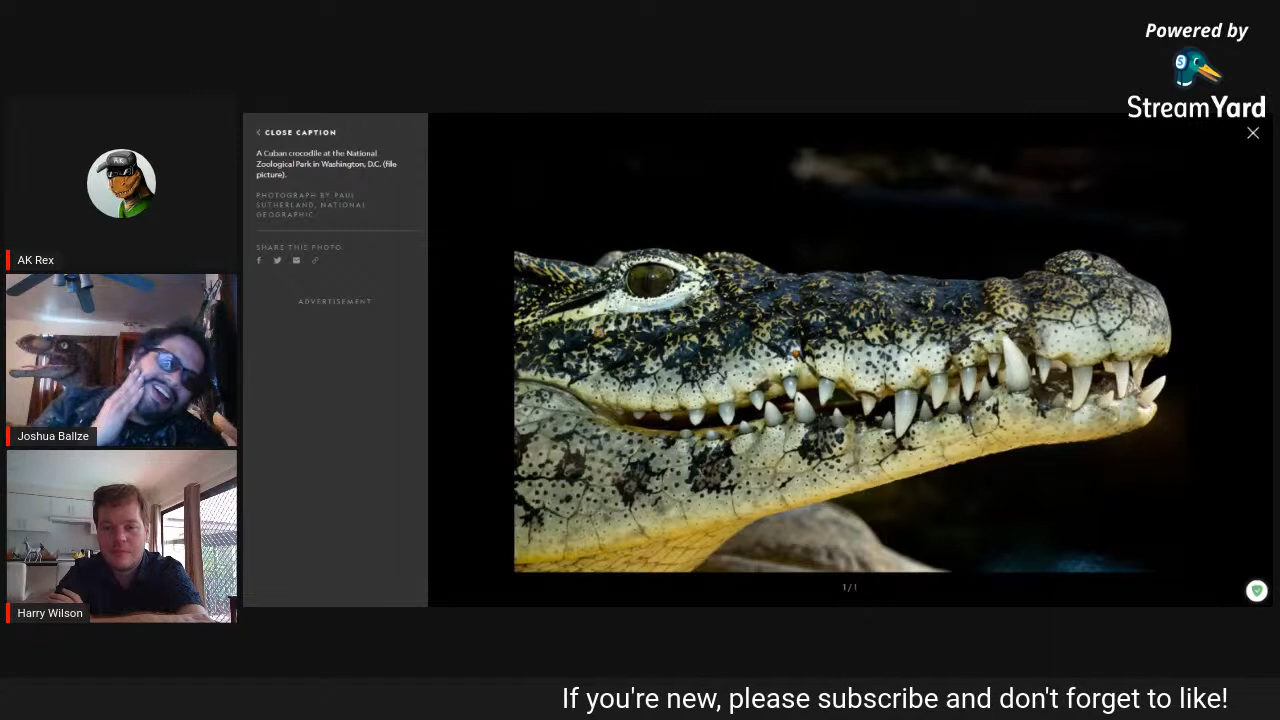 Powered by
StreamYard
CLOSE CAPTION
A Cuban crocodile at the National
Zoological Park in Washington, D.C. (file
picture).
PHOTOGRAPH BY PAUL
SUTHERLAND, NATIONAL
GEOGRAPHIC
SHARE THIS PHOTO
ADVERTISEMENT
AK
AK Rex
Joshua Ballze
Harry Wilson
1/1
If you're new, please subscribe and don't forget to like!